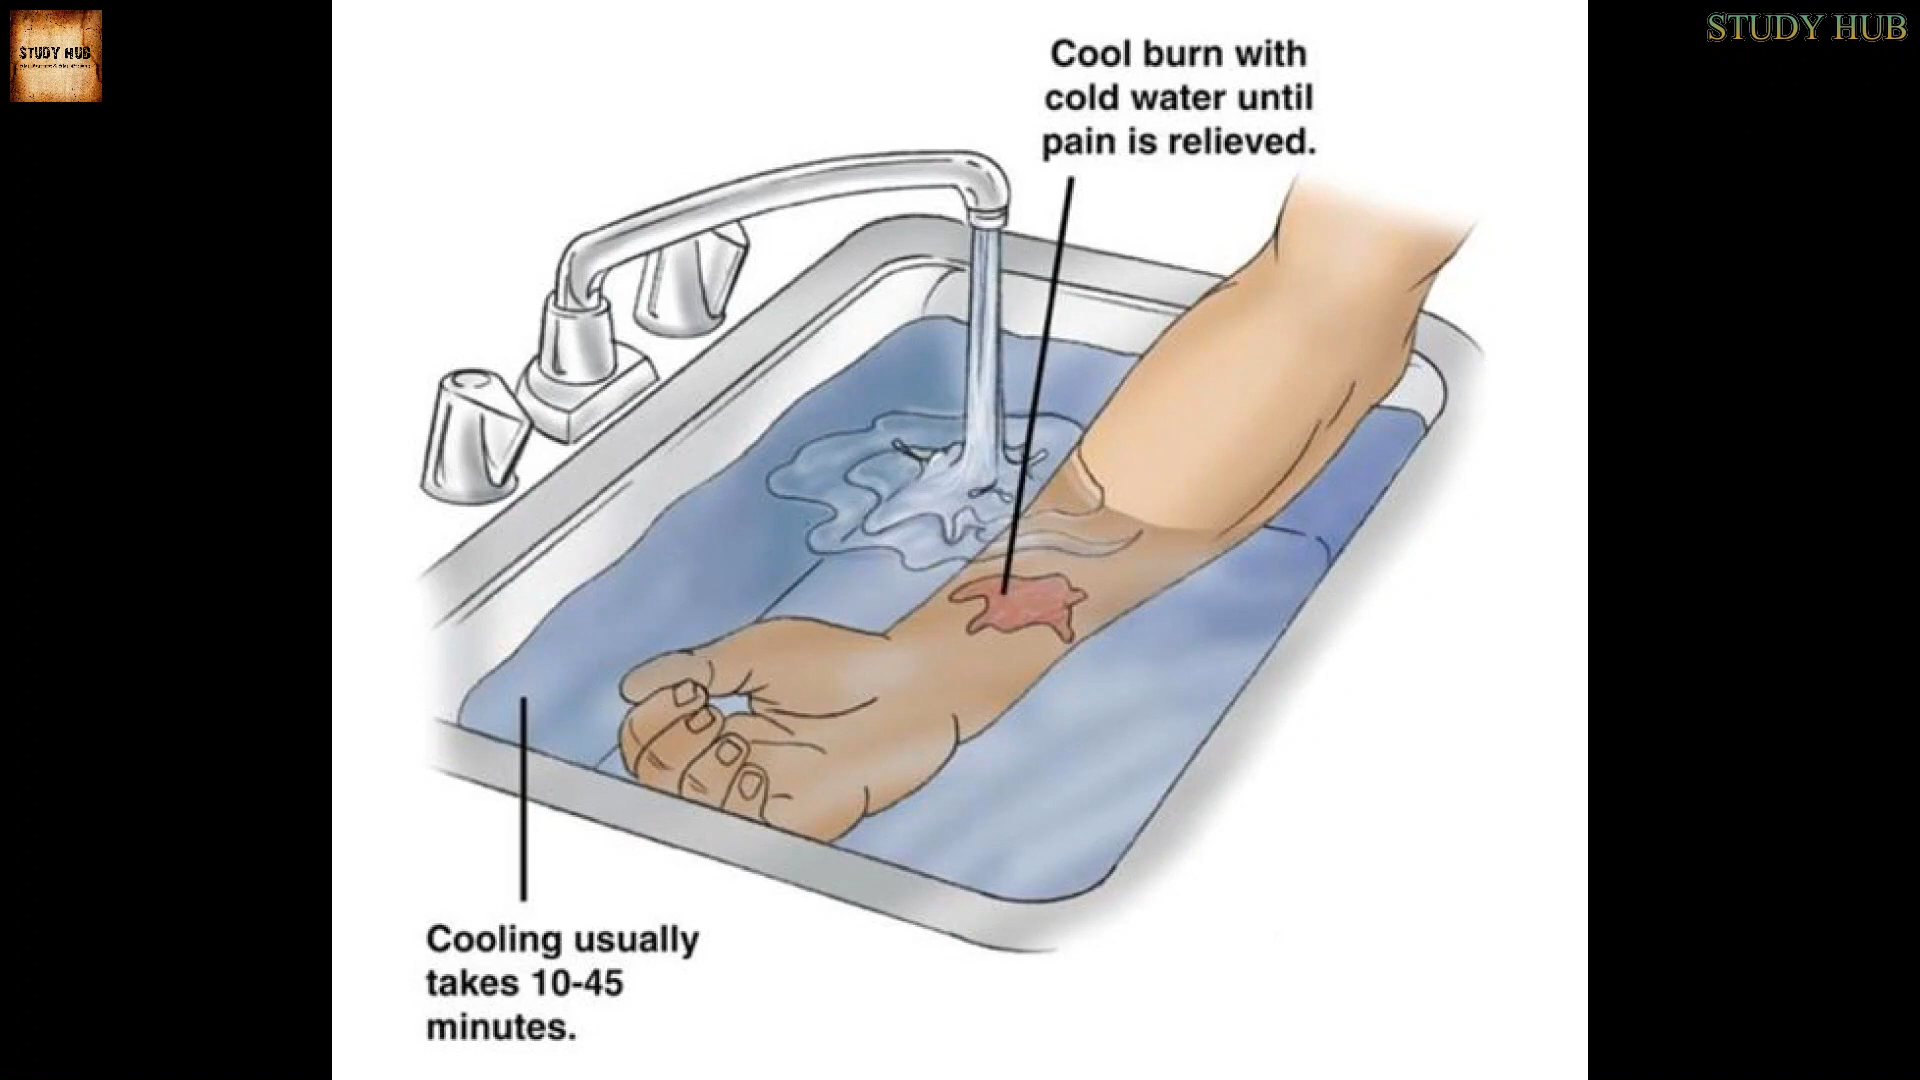 STUDY HUB
STUDY HUB
Cool burn with
cold water until
pain is relieved.
Cooling usually
takes 10-45
minutes.